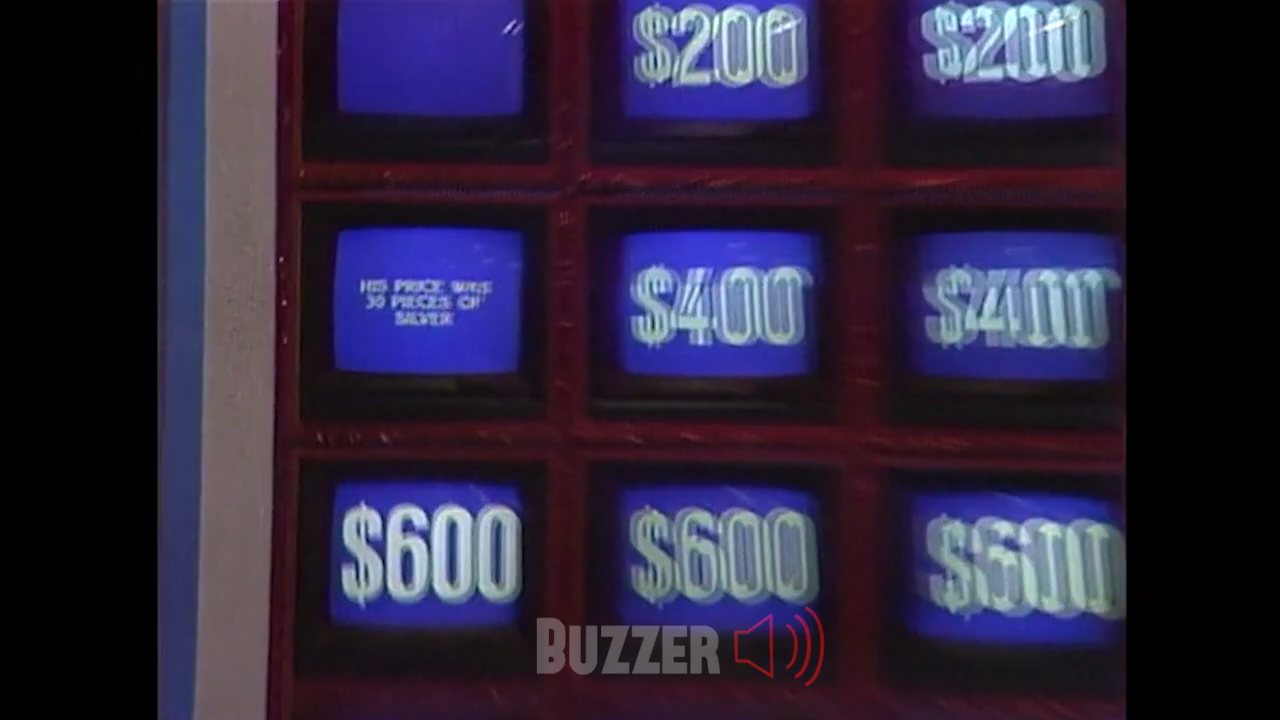 $200 $200
HIS PRICE WAS
30 PIECES OF
SILVER
$400 $400
$600 $600 $600
BUZZER